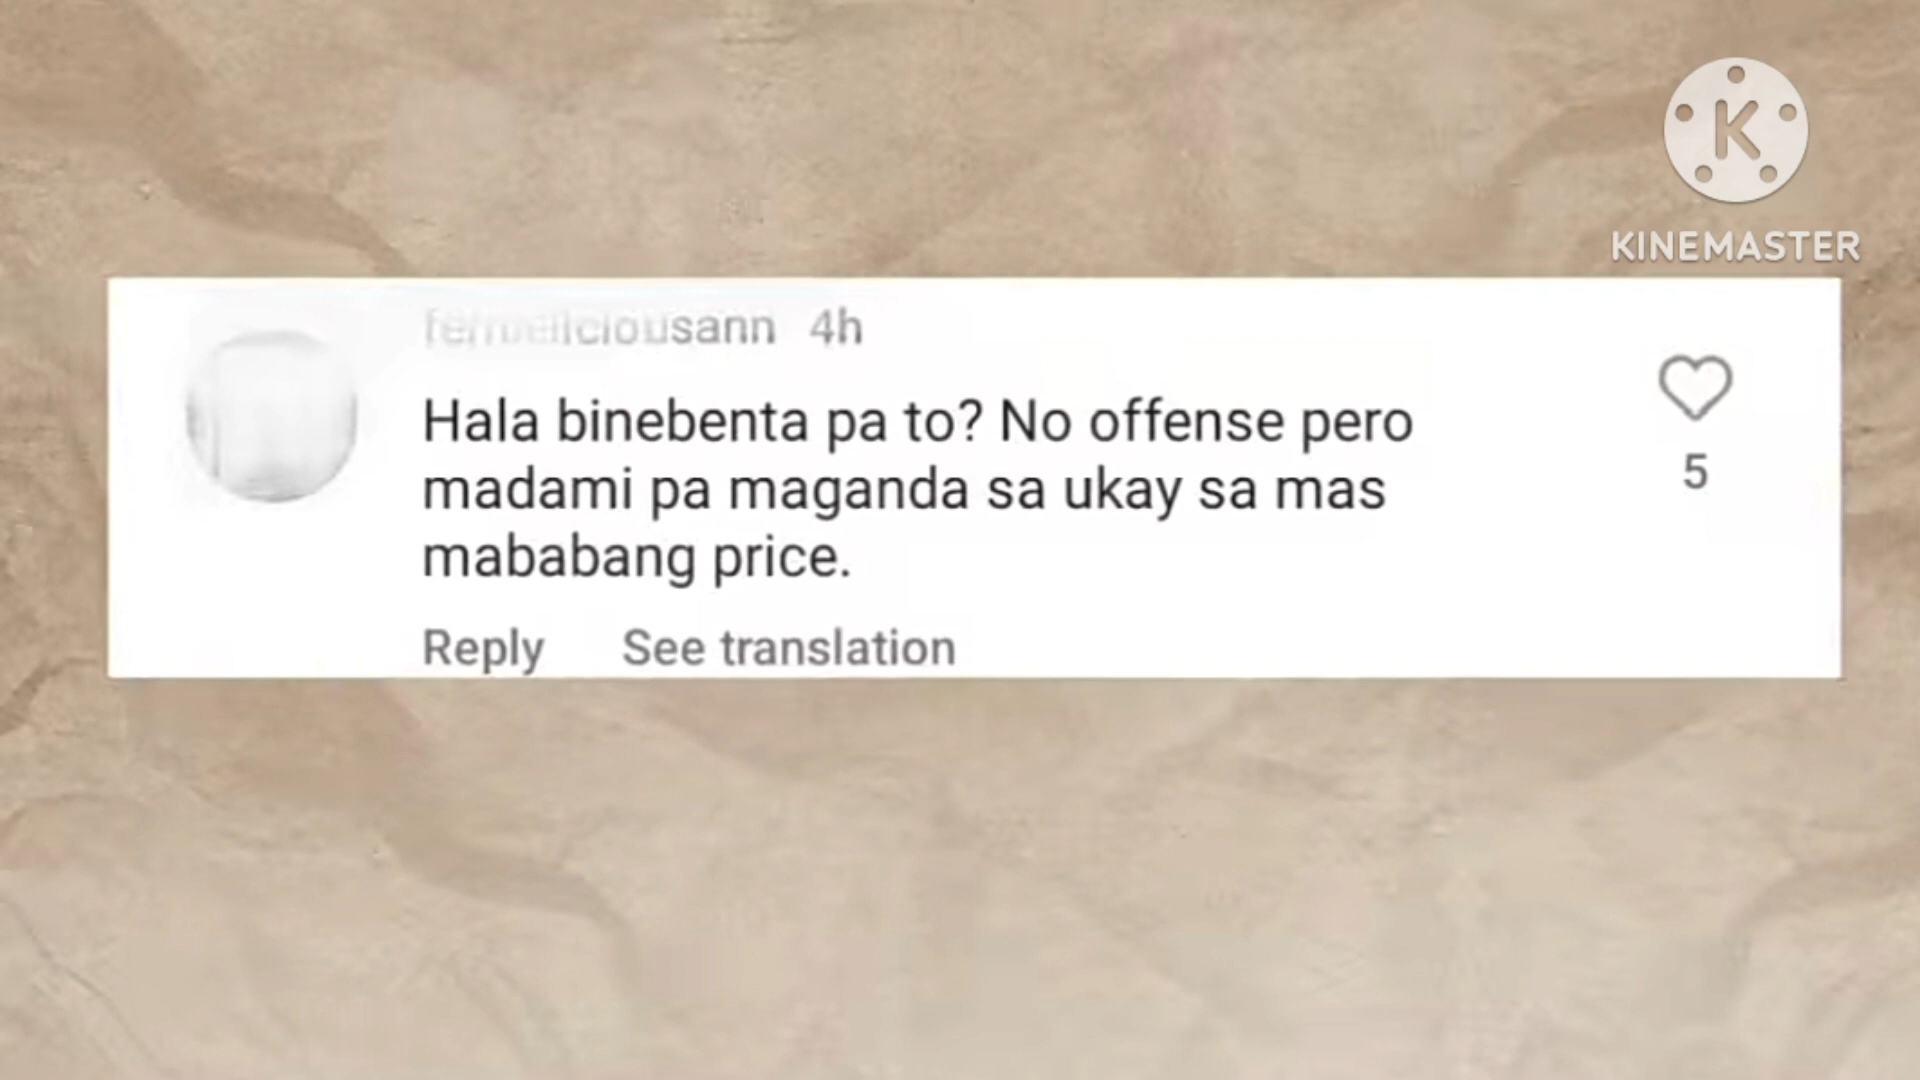 KINEMASTER
4h
Hala binebenta pa to? No offense pero
madami pa maganda sa ukay sa mas
mababang price.
5
Reply See translation